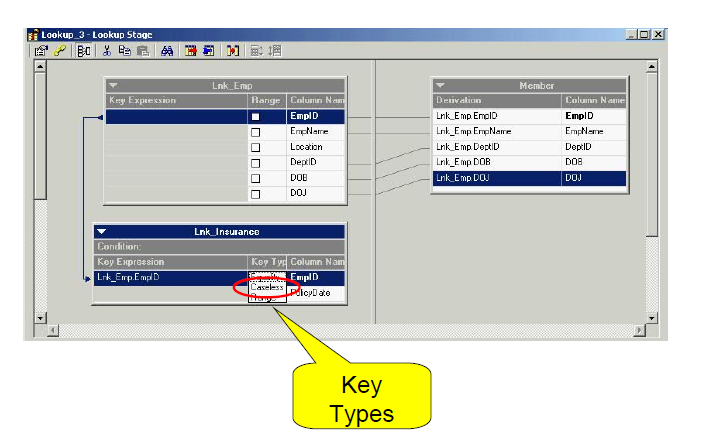 Lookup_3 - Lookup Stage
Lnk_Emp
Key Expression Range Column Nam
EmpID
EmpName
Location
DeptID
DOB
DOJ
Member
Derivation Column Name
Lnk_Emp.EmpID EmpID
Lnk_Emp.EmpName EmpName
Lnk_Emp.DeptID DeptID
Lnk_Emp.DOB DOB
Lnk_Emp.DOJ DOJ
Lnk_Insurance
Condition:
Key Expression Key Typ Column Nam
Lnk_Emp.EmpID EmpID
Caseless PolicyDate
Range
Key
Types